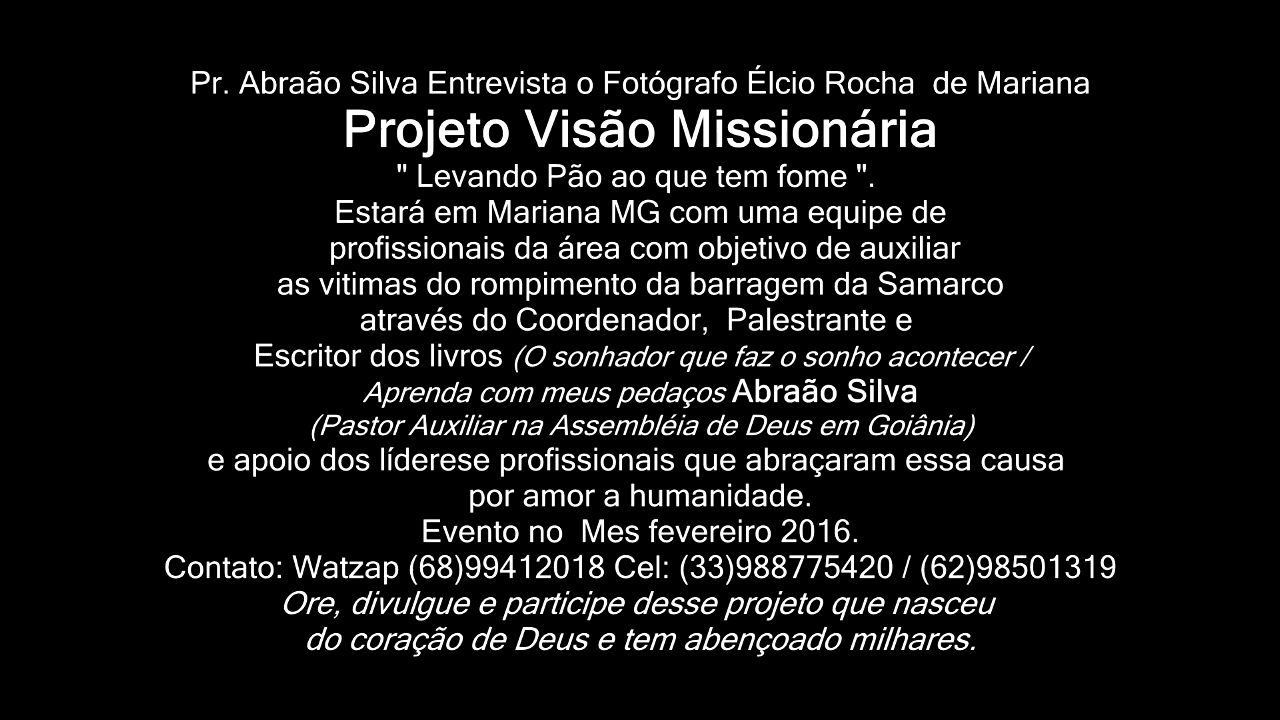 Pr. Abraão Silva Entrevista o Fotógrafo Élcio Rocha  de Mariana
Projeto Visão Missionária
" Levando Pão ao que tem fome ".
Estará em Mariana MG com uma equipe de
profissionais da área com objetivo de auxiliar
as vitimas do rompimento da barragem da Samarco
através do Coordenador,  Palestrante e
Escritor dos livros (O sonhador que faz o sonho acontecer /
Aprenda com meus pedaços Abraão Silva
(Pastor Auxiliar na Assembléia de Deus em Goiânia)
e apoio dos líderese profissionais que abraçaram essa causa
por amor a humanidade.
Evento no  Mes fevereiro 2016.
Contato: Watzap (68)99412018 Cel: (33)988775420 / (62)98501319
Ore, divulgue e participe desse projeto que nasceu
do coração de Deus e tem abençoado milhares.